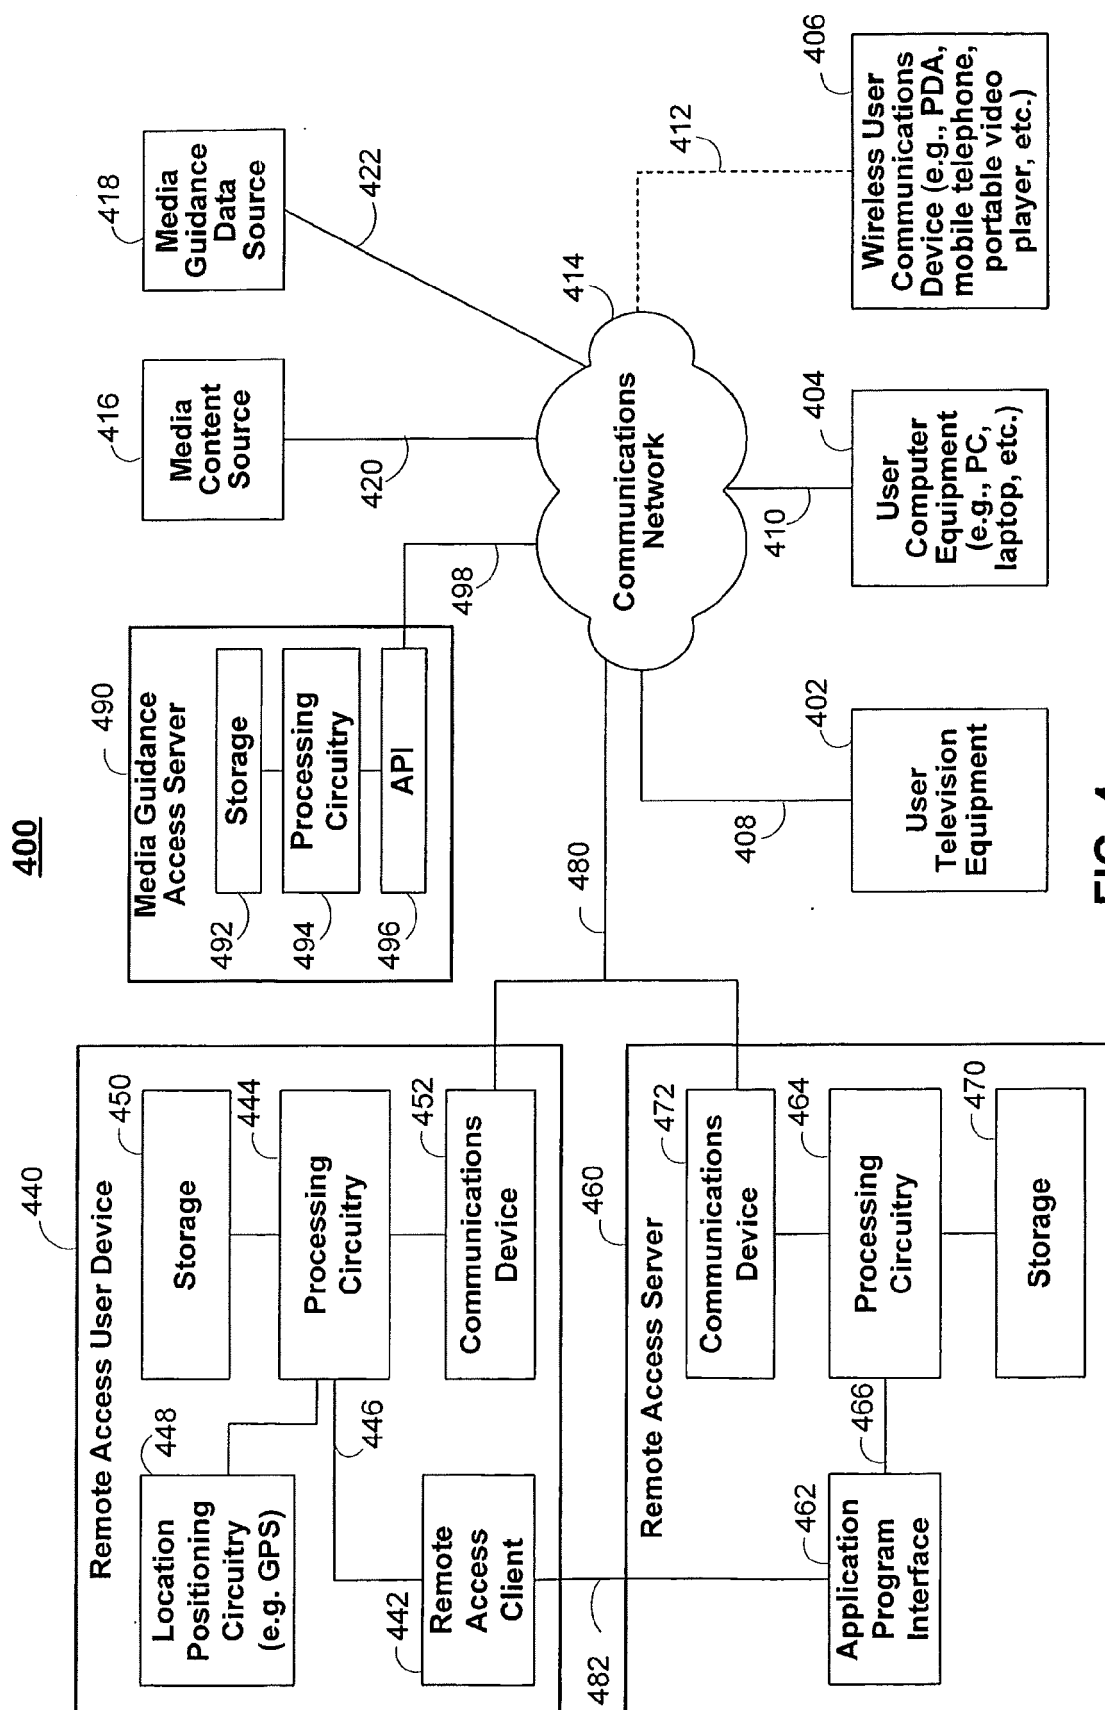 400
440
Remote Access User Device
448
Location
Positioning
Circuitry
(e.g. GPS)
450
Storage
444
Processing
Circuitry
446
442
Remote
Access
Client
452
Communications
Device
482
460
Remote Access Server
472
Communications
Device
464
Processing
Circuitry
466
462
Application
Program
Interface
470
Storage
480
490
Media Guidance
Access Server
492
Storage
494
Processing
Circuitry
496
API
498
416
Media
Content
Source
420
418
Media
Guidance
Data
Source
422
414
Communications
Network
408
402
User
Television
Equipment
410
404
User
Computer
Equipment
(e.g., PC,
laptop, etc.)
412
406
Wireless User
Communications
Device (e.g., PDA,
mobile telephone,
portable video
player, etc.)